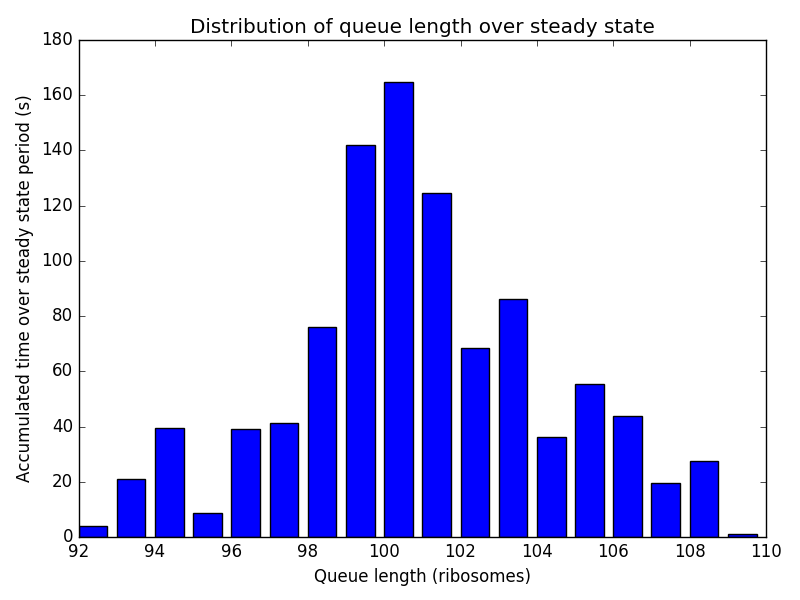 Distribution of queue length over steady state
Accumulated time over steady state period (s)
180
160
140
120
100
80
60
40
20
0
92 94 96 98 100 102 104 106 108 110
Queue length (ribosomes)